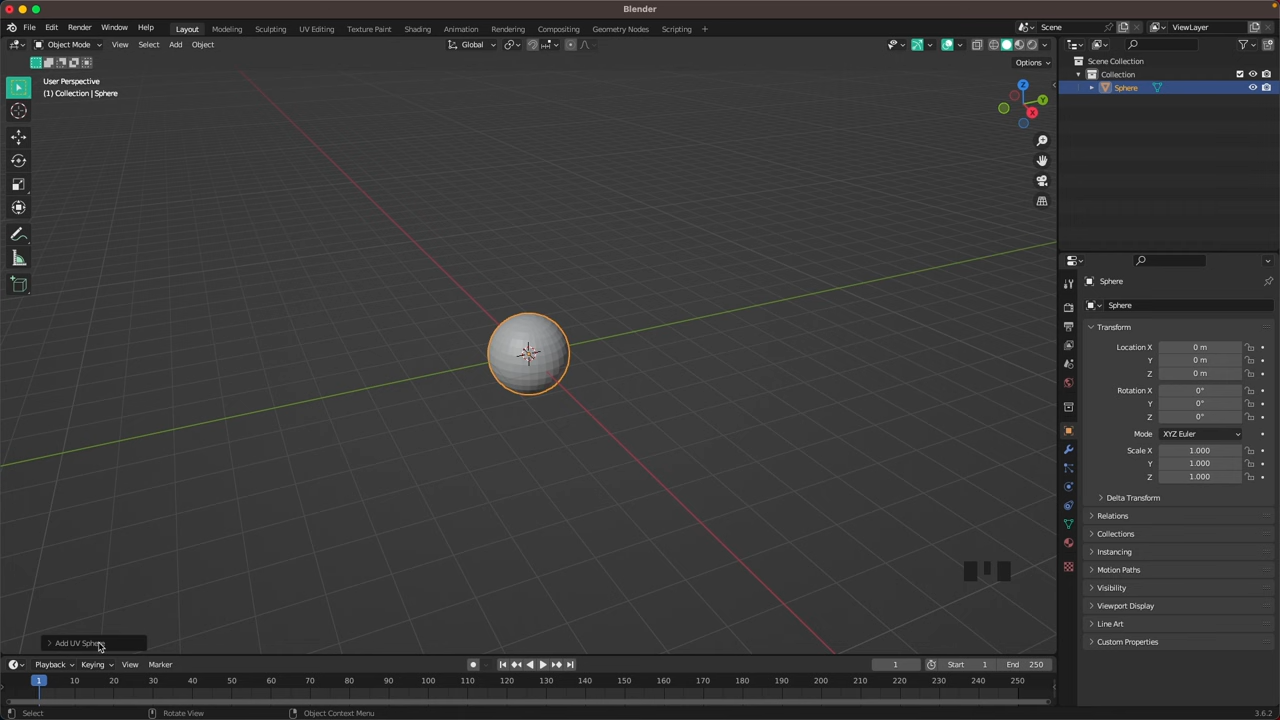 Blender
File Edit Render Window Help
Layout Modeling Sculpting UV Editing Texture Paint Shading Animation Rendering Compositing Geometry Nodes Scripting +
Scene
ViewLayer
Object Mode View Select Add Object
Global
Options
User Perspective
(1) Collection | Sphere
Z
Y
X
Scene Collection
Collection
Sphere
Sphere
Sphere
Transform
Location X 0 m
Y 0 m
Z 0 m
Rotation X 0°
Y 0°
Z 0°
Mode XYZ Euler
Scale X 1.000
Y 1.000
Z 1.000
Delta Transform
Relations
Collections
Instancing
Motion Paths
Visibility
Viewport Display
Line Art
Custom Properties
Add UV Sphere
Playback Keying View Marker
1 Start 1 End 250
1 10 20 30 40 50 60 70 80 90 100 110 120 130 140 150 160 170 180 190 200 210 220 230 240 250
Select Rotate View Object Context Menu 3.6.2